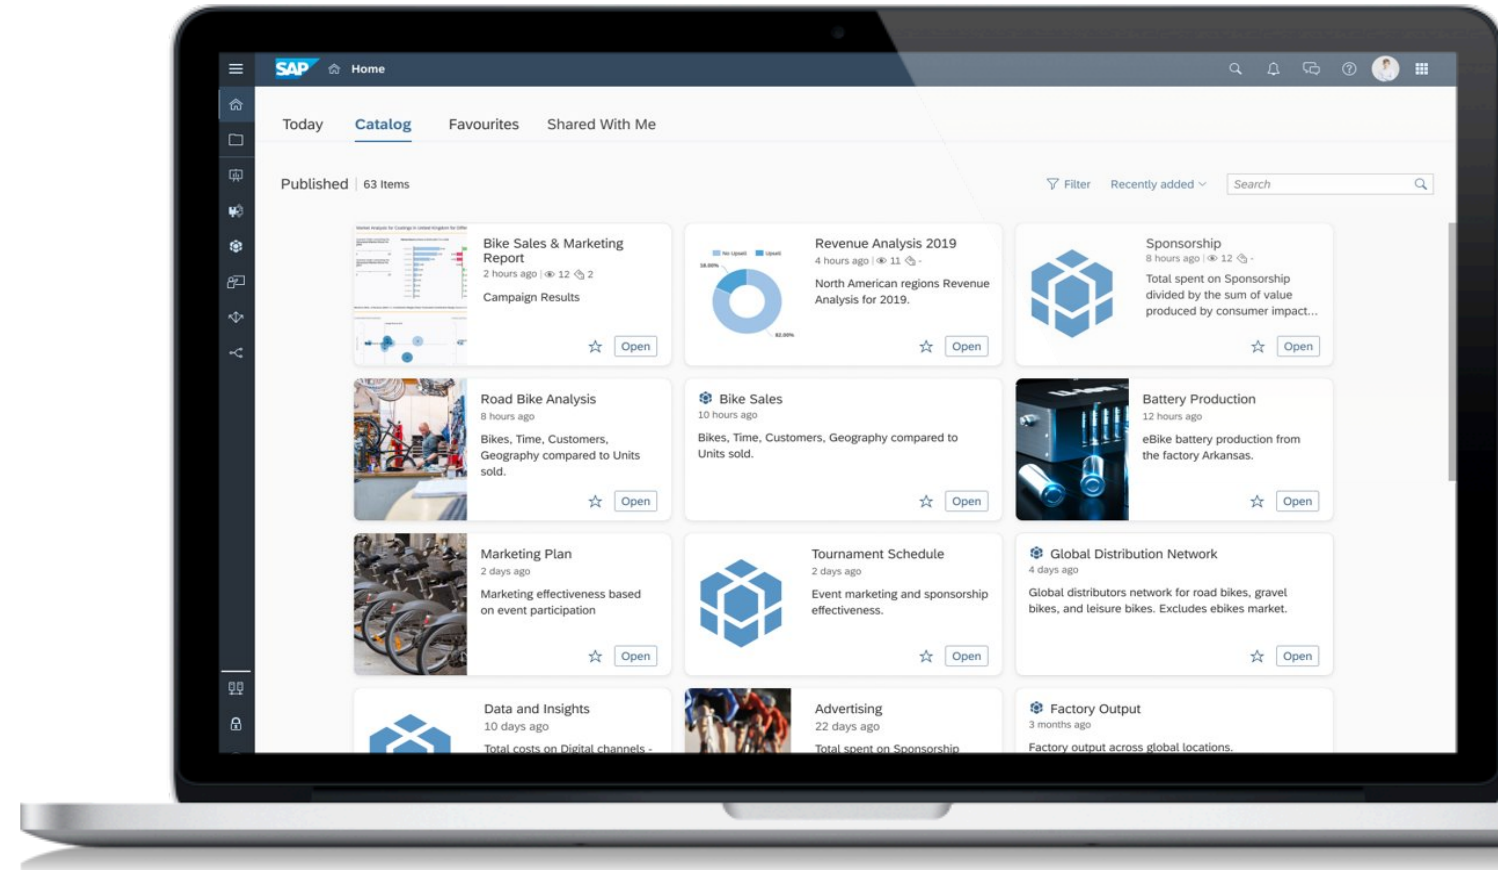 SAP Home
Today Catalog Favourites Shared With Me
Published 63 Items
Filter Recently added Search
Bike Sales & Marketing
Report
2 hours ago 12 2
Campaign Results
Open
No Upsell Upsell
18.00%
82.00%
Revenue Analysis 2019
4 hours ago 11 -
North American regions Revenue
Analysis for 2019.
Open
Sponsorship
8 hours ago 12 -
Total spent on Sponsorship
divided by the sum of value
produced by consumer impact...
Open
Road Bike Analysis
8 hours ago
Bikes, Time, Customers,
Geography compared to Units
sold.
Open
Bike Sales
10 hours ago
Bikes, Time, Customers, Geography compared to
Units sold.
Open
Battery Production
12 hours ago
eBike battery production from
the factory Arkansas.
Open
Marketing Plan
2 days ago
Marketing effectiveness based
on event participation
Open
Tournament Schedule
2 days ago
Event marketing and sponsorship
effectiveness.
Open
Global Distribution Network
4 days ago
Global distributors network for road bikes, gravel
bikes, and leisure bikes. Excludes ebikes market.
Open
Data and Insights
10 days ago
Total costs on Digital channels -
Advertising
22 days ago
Total spent on Sponsorship
Factory Output
3 months ago
Factory output across global locations.